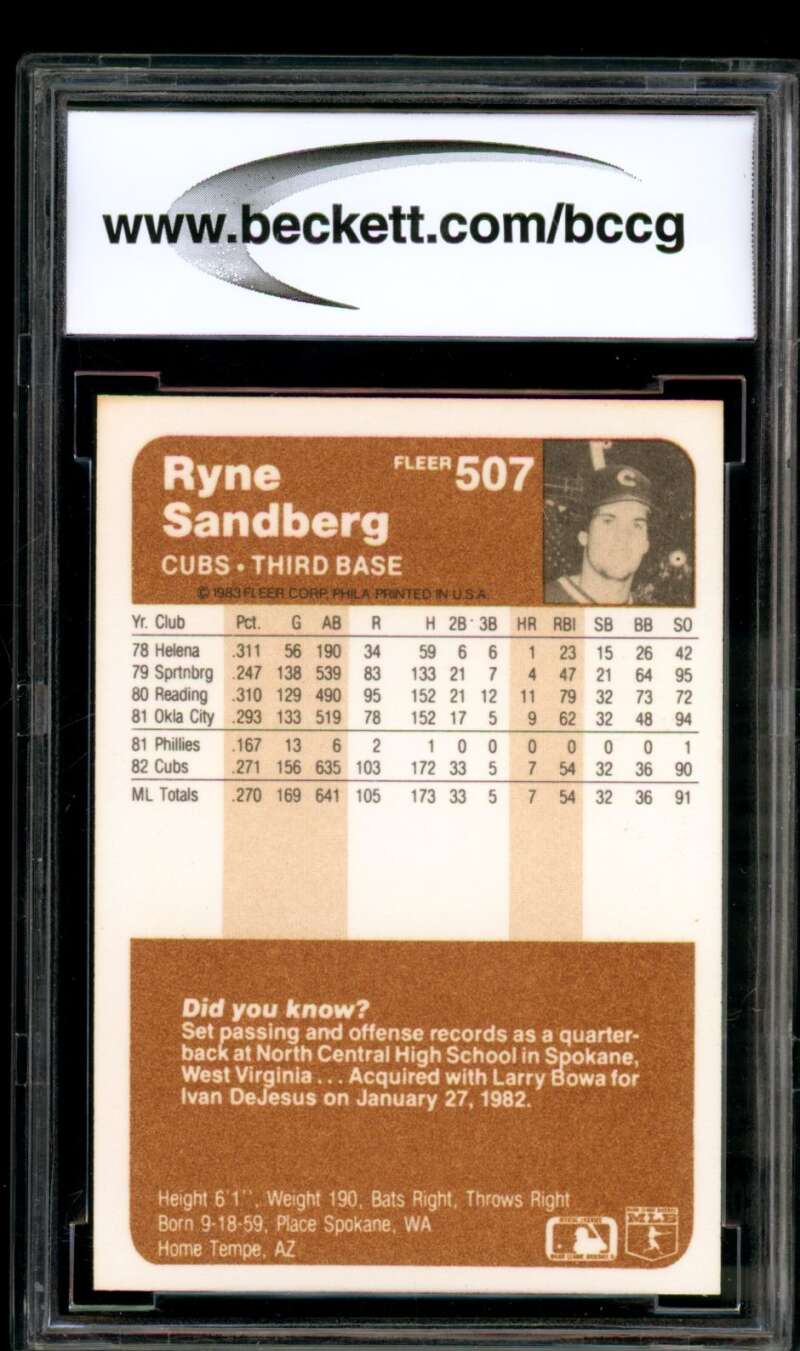 www.beckett.com/bccg
Ryne
Sandberg
FLEER 507
CUBS • THIRD BASE
© 1983 FLEER CORP. PHILA. PRINTED IN U.S.A.
Yr. Club Pct. G AB R H 2B 3B HR RBI SB BB SO
78 Helena .311 56 190 34 59 6 6 1 23 15 26 42
79 Sprtnbrg .247 138 539 83 133 21 7 4 47 21 64 95
80 Reading .310 129 490 95 152 21 12 11 79 32 73 72
81 Okla City .293 133 519 78 152 17 5 9 62 32 48 94
81 Phillies .167 13 6 2 1 0 0 0 0 0 0 1
82 Cubs .271 156 635 103 172 33 5 7 54 32 36 90
ML Totals .270 169 641 105 173 33 5 7 54 32 36 91
Did you know?
Set passing and offense records as a quarter-
back at North Central High School in Spokane,
West Virginia . . . Acquired with Larry Bowa for
Ivan DeJesus on January 27, 1982.
Height 6'1'', Weight 190, Bats Right, Throws Right
Born 9-18-59, Place Spokane, WA
Home Tempe, AZ